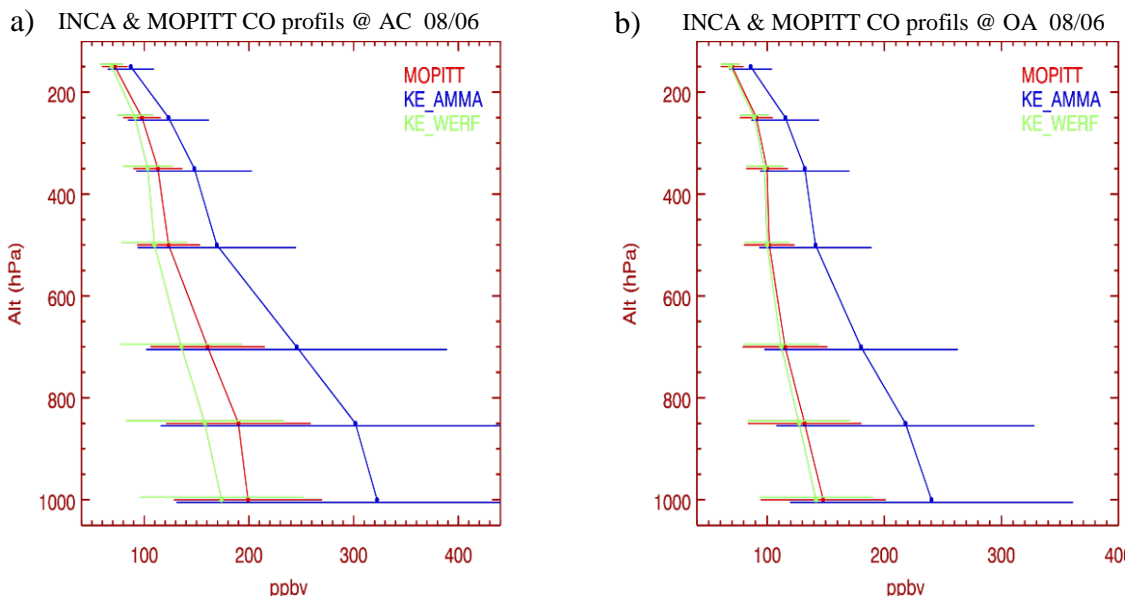 a) INCA & MOPITT CO profils @ AC 08/06
MOPITT
KE_AMMA
KE_WERF
200
400
600
800
1000
Alt (hPa)
100 200 300 400
ppbv
b) INCA & MOPITT CO profils @ OA 08/06
MOPITT
KE_AMMA
KE_WERF
200
400
600
800
1000
Alt (hPa)
100 200 300 400
ppbv